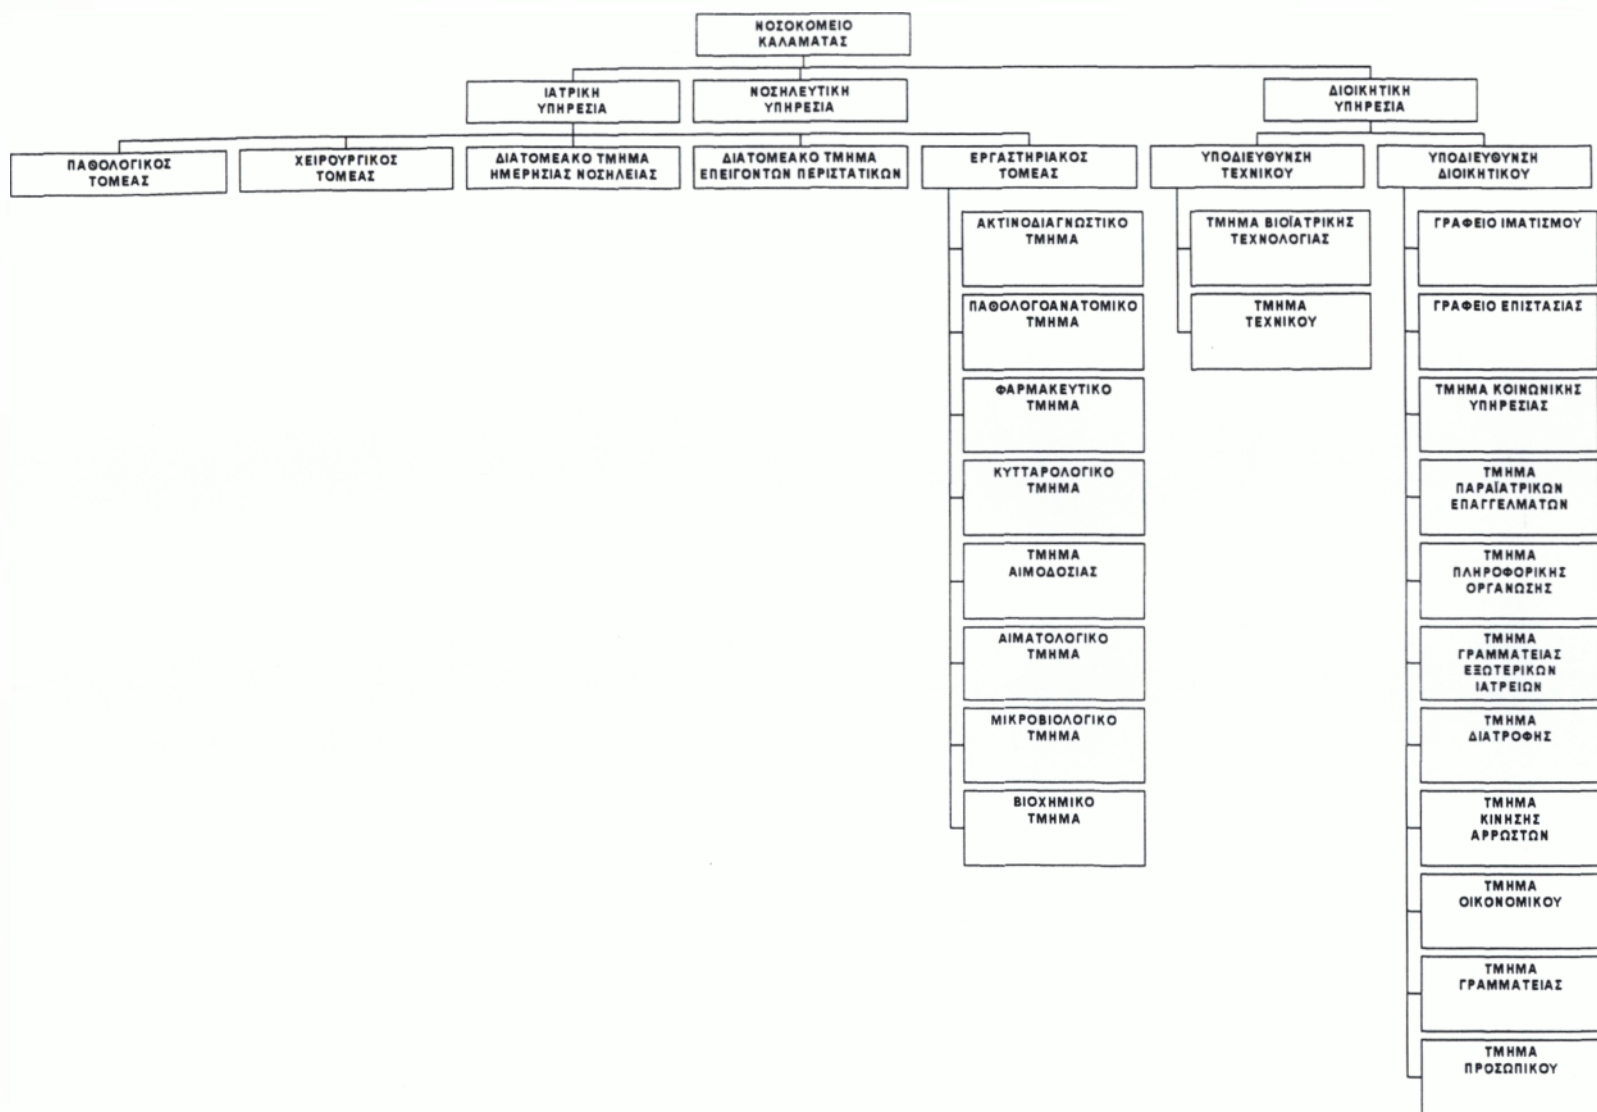 ΝΟΣΟΚΟΜΕΙΟ
ΚΑΛΑΜΑΤΑΣ
ΙΑΤΡΙΚΗ
ΥΠΗΡΕΣΙΑ
ΝΟΣΗΛΕΥΤΙΚΗ
ΥΠΗΡΕΣΙΑ
ΔΙΟΙΚΗΤΙΚΗ
ΥΠΗΡΕΣΙΑ
ΠΑΘΟΛΟΓΙΚΟΣ
ΤΟΜΕΑΣ
ΧΕΙΡΟΥΡΓΙΚΟΣ
ΤΟΜΕΑΣ
ΔΙΑΤΟΜΕΑΚΟ ΤΜΗΜΑ
ΗΜΕΡΗΣΙΑΣ ΝΟΣΗΛΕΙΑΣ
ΔΙΑΤΟΜΕΑΚΟ ΤΜΗΜΑ
ΕΠΕΙΓΟΝΤΩΝ ΠΕΡΙΣΤΑΤΙΚΩΝ
ΕΡΓΑΣΤΗΡΙΑΚΟΣ
ΤΟΜΕΑΣ
ΥΠΟΔΙΕΥΘΥΝΣΗ
ΤΕΧΝΙΚΟΥ
ΥΠΟΔΙΕΥΘΥΝΣΗ
ΔΙΟΙΚΗΤΙΚΟΥ
ΑΚΤΙΝΟΔΙΑΓΝΩΣΤΙΚΟ
ΤΜΗΜΑ
ΠΑΘΟΛΟΓΟΑΝΑΤΟΜΙΚΟ
ΤΜΗΜΑ
ΦΑΡΜΑΚΕΥΤΙΚΟ
ΤΜΗΜΑ
ΚΥΤΤΑΡΟΛΟΓΙΚΟ
ΤΜΗΜΑ
ΤΜΗΜΑ
ΑΙΜΟΔΟΣΙΑΣ
ΑΙΜΑΤΟΛΟΓΙΚΟ
ΤΜΗΜΑ
ΜΙΚΡΟΒΙΟΛΟΓΙΚΟ
ΤΜΗΜΑ
ΒΙΟΧΗΜΙΚΟ
ΤΜΗΜΑ
ΤΜΗΜΑ ΒΙΟΪΑΤΡΙΚΗΣ
ΤΕΧΝΟΛΟΓΙΑΣ
ΤΜΗΜΑ
ΤΕΧΝΙΚΟΥ
ΓΡΑΦΕΙΟ ΙΜΑΤΙΣΜΟΥ
ΓΡΑΦΕΙΟ ΕΠΙΣΤΑΣΙΑΣ
ΤΜΗΜΑ ΚΟΙΝΩΝΙΚΗΣ
ΥΠΗΡΕΣΙΑΣ
ΤΜΗΜΑ
ΠΑΡΑΪΑΤΡΙΚΩΝ
ΕΠΑΓΓΕΛΜΑΤΩΝ
ΤΜΗΜΑ
ΠΛΗΡΟΦΟΡΙΚΗΣ
ΟΡΓΑΝΩΣΗΣ
ΤΜΗΜΑ
ΓΡΑΜΜΑΤΕΙΑΣ
ΕΞΩΤΕΡΙΚΩΝ
ΙΑΤΡΕΙΩΝ
ΤΜΗΜΑ
ΔΙΑΤΡΟΦΗΣ
ΤΜΗΜΑ
ΚΙΝΗΣΗΣ
ΑΡΡΩΣΤΩΝ
ΤΜΗΜΑ
ΟΙΚΟΝΟΜΙΚΟΥ
ΤΜΗΜΑ
ΓΡΑΜΜΑΤΕΙΑΣ
ΤΜΗΜΑ
ΠΡΟΣΩΠΙΚΟΥ